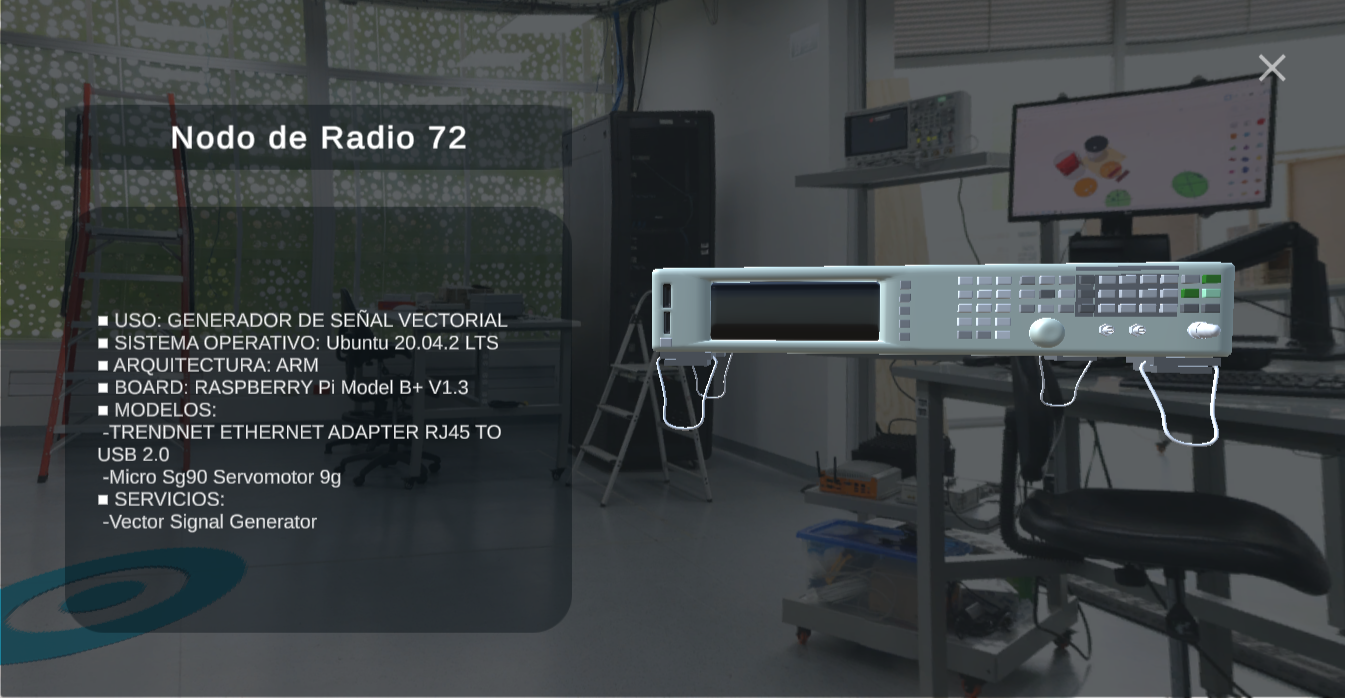 Nodo de Radio 72
■ USO: GENERADOR DE SEÑAL VECTORIAL
■ SISTEMA OPERATIVO: Ubuntu 20.04.2 LTS
■ ARQUITECTURA: ARM
■ BOARD: RASPBERRY Pi Model B+ V1.3
■ MODELOS:
-TRENDNET ETHERNET ADAPTER RJ45 TO
USB 2.0
-Micro Sg90 Servomotor 9g
■ SERVICIOS:
-Vector Signal Generator